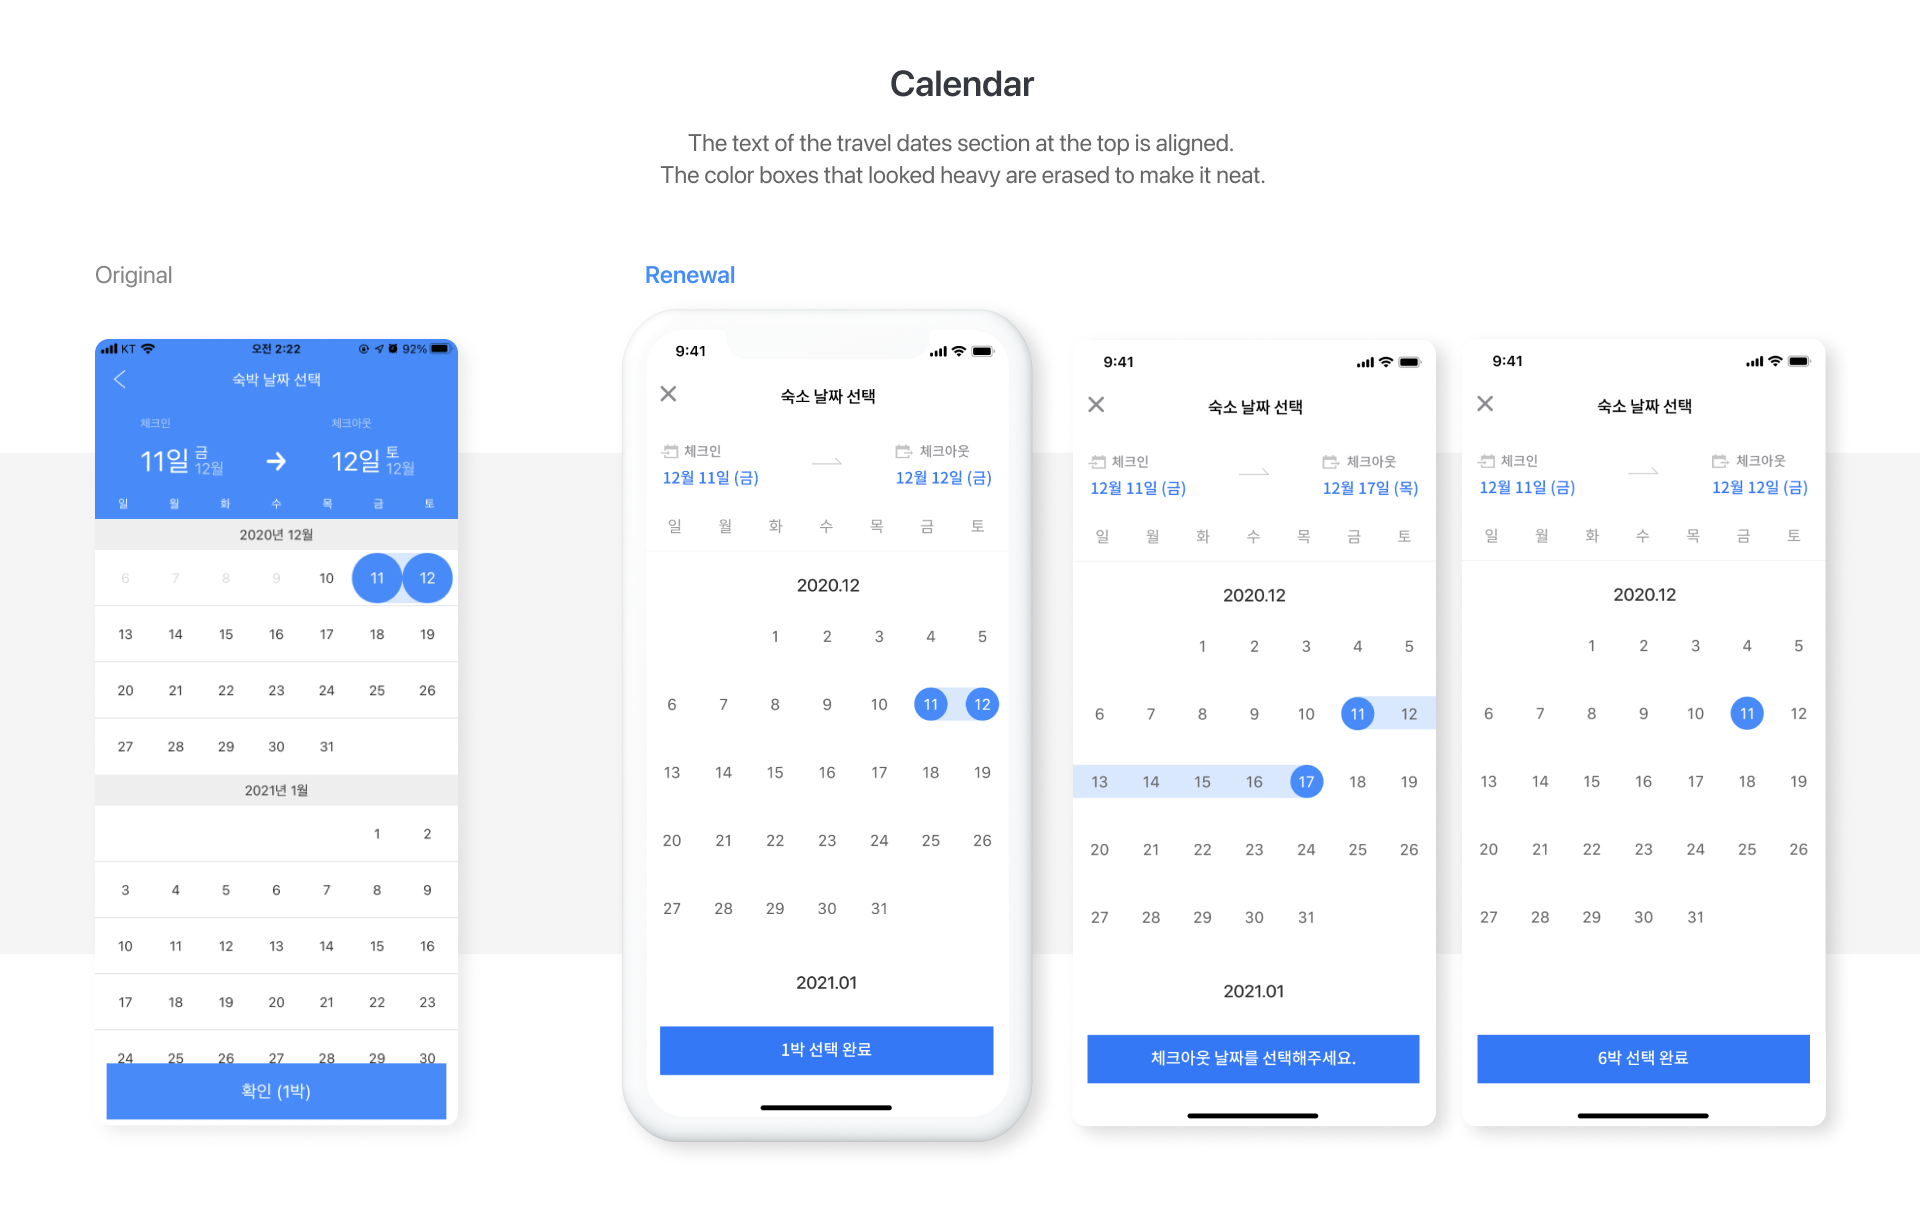 Calendar
The text of the travel dates section at the top is aligned.
The color boxes that looked heavy are erased to make it neat.
Original
Renewal
KT 오전 2:22 92%
숙박 날짜 선택
체크인 체크아웃
11일 금 12월 12일 토 12월
일 월 화 수 목 금 토
2020년 12월
6 7 8 9 10 11 12
13 14 15 16 17 18 19
20 21 22 23 24 25 26
27 28 29 30 31
2021년 1월
1 2
3 4 5 6 7 8 9
10 11 12 13 14 15 16
17 18 19 20 21 22 23
24 25 26 27 28 29 30
확인 (1박)
9:41
숙소 날짜 선택
체크인 체크아웃
12월 11일 (금) 12월 12일 (금)
일 월 화 수 목 금 토
2020.12
1 2 3 4 5
6 7 8 9 10 11 12
13 14 15 16 17 18 19
20 21 22 23 24 25 26
27 28 29 30 31
2021.01
1박 선택 완료
9:41
숙소 날짜 선택
체크인 체크아웃
12월 11일 (금) 12월 17일 (목)
일 월 화 수 목 금 토
2020.12
1 2 3 4 5
6 7 8 9 10 11 12
13 14 15 16 17 18 19
20 21 22 23 24 25 26
27 28 29 30 31
2021.01
체크아웃 날짜를 선택해주세요.
9:41
숙소 날짜 선택
체크인 체크아웃
12월 11일 (금) 12월 12일 (금)
일 월 화 수 목 금 토
2020.12
1 2 3 4 5
6 7 8 9 10 11 12
13 14 15 16 17 18 19
20 21 22 23 24 25 26
27 28 29 30 31
6박 선택 완료